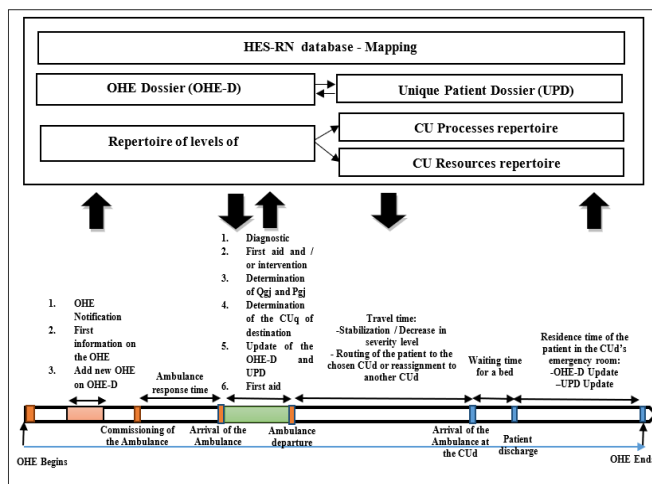 HES-RN database - Mapping
OHE Dossier (OHE-D)
Unique Patient Dossier (UPD)
Repertoire of levels of
CU Processes repertoire
CU Resources repertoire
1. OHE
Notification
2. First
information on
the OHE
3. Add new OHE
on OHE-D
Ambulance
response time
1. Diagnostic
2. First aid and /
or intervention
3. Determination
of Qgj and Pgj
4. Determination
of the CUq of
destination
5. Update of the
OHE-D and
UPD
6. First aid
Travel time:
-Stabilization / Decrease in
severity level
- Routing of the patient to the
chosen CUd or reassignment to
another CUd
Waiting time
for a bed
Residence time of the
patient in the CUd's
emergency room:
-OHE-D Update
–UPD Update
OHE Begins
Commissioning of
the Ambulance
Arrival of the
Ambulance
Ambulance
departure
Arrival of the
Ambulance at
the CUd
Patient
discharge
OHE Ends